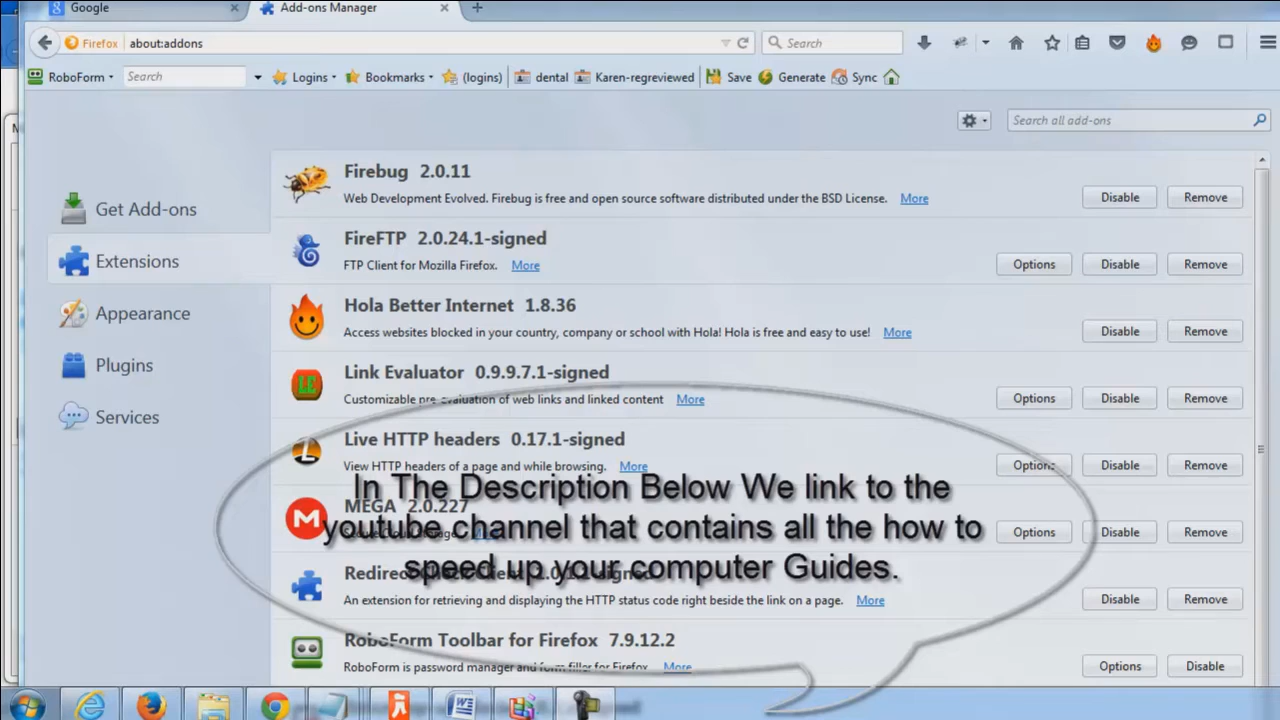 Google
Add-ons Manager
Firefox about:addons
Search
RoboForm
Search
Logins
Bookmarks
(logins)
dental
Karen-regreviewed
Save
Generate
Sync
Search all add-ons
Get Add-ons
Extensions
Appearance
Plugins
Services
Firebug 2.0.11
Web Development Evolved. Firebug is free and open source software distributed under the BSD License. More
Disable Remove
FireFTP 2.0.24.1-signed
FTP Client for Mozilla Firefox. More
Options Disable Remove
Hola Better Internet 1.8.36
Access websites blocked in your country, company or school with Hola! Hola is free and easy to use! More
Disable Remove
Link Evaluator 0.9.9.7.1-signed
Customizable pre-evaluation of web links and linked content More
Options Disable Remove
Live HTTP headers 0.17.1-signed
View HTTP headers of a page and while browsing. More
Options Disable Remove
MEGA 2.0.227
Secure Cloud Storage.
Options Disable Remove
In The Description Below We link to the
youtube channel that contains all the how to
speed up your computer Guides.
An extension for retrieving and displaying the HTTP status code right beside the link on a page. More
Disable Remove
RoboForm Toolbar for Firefox 7.9.12.2
RoboForm is password manager and form filler for Firefox. More
Options Disable